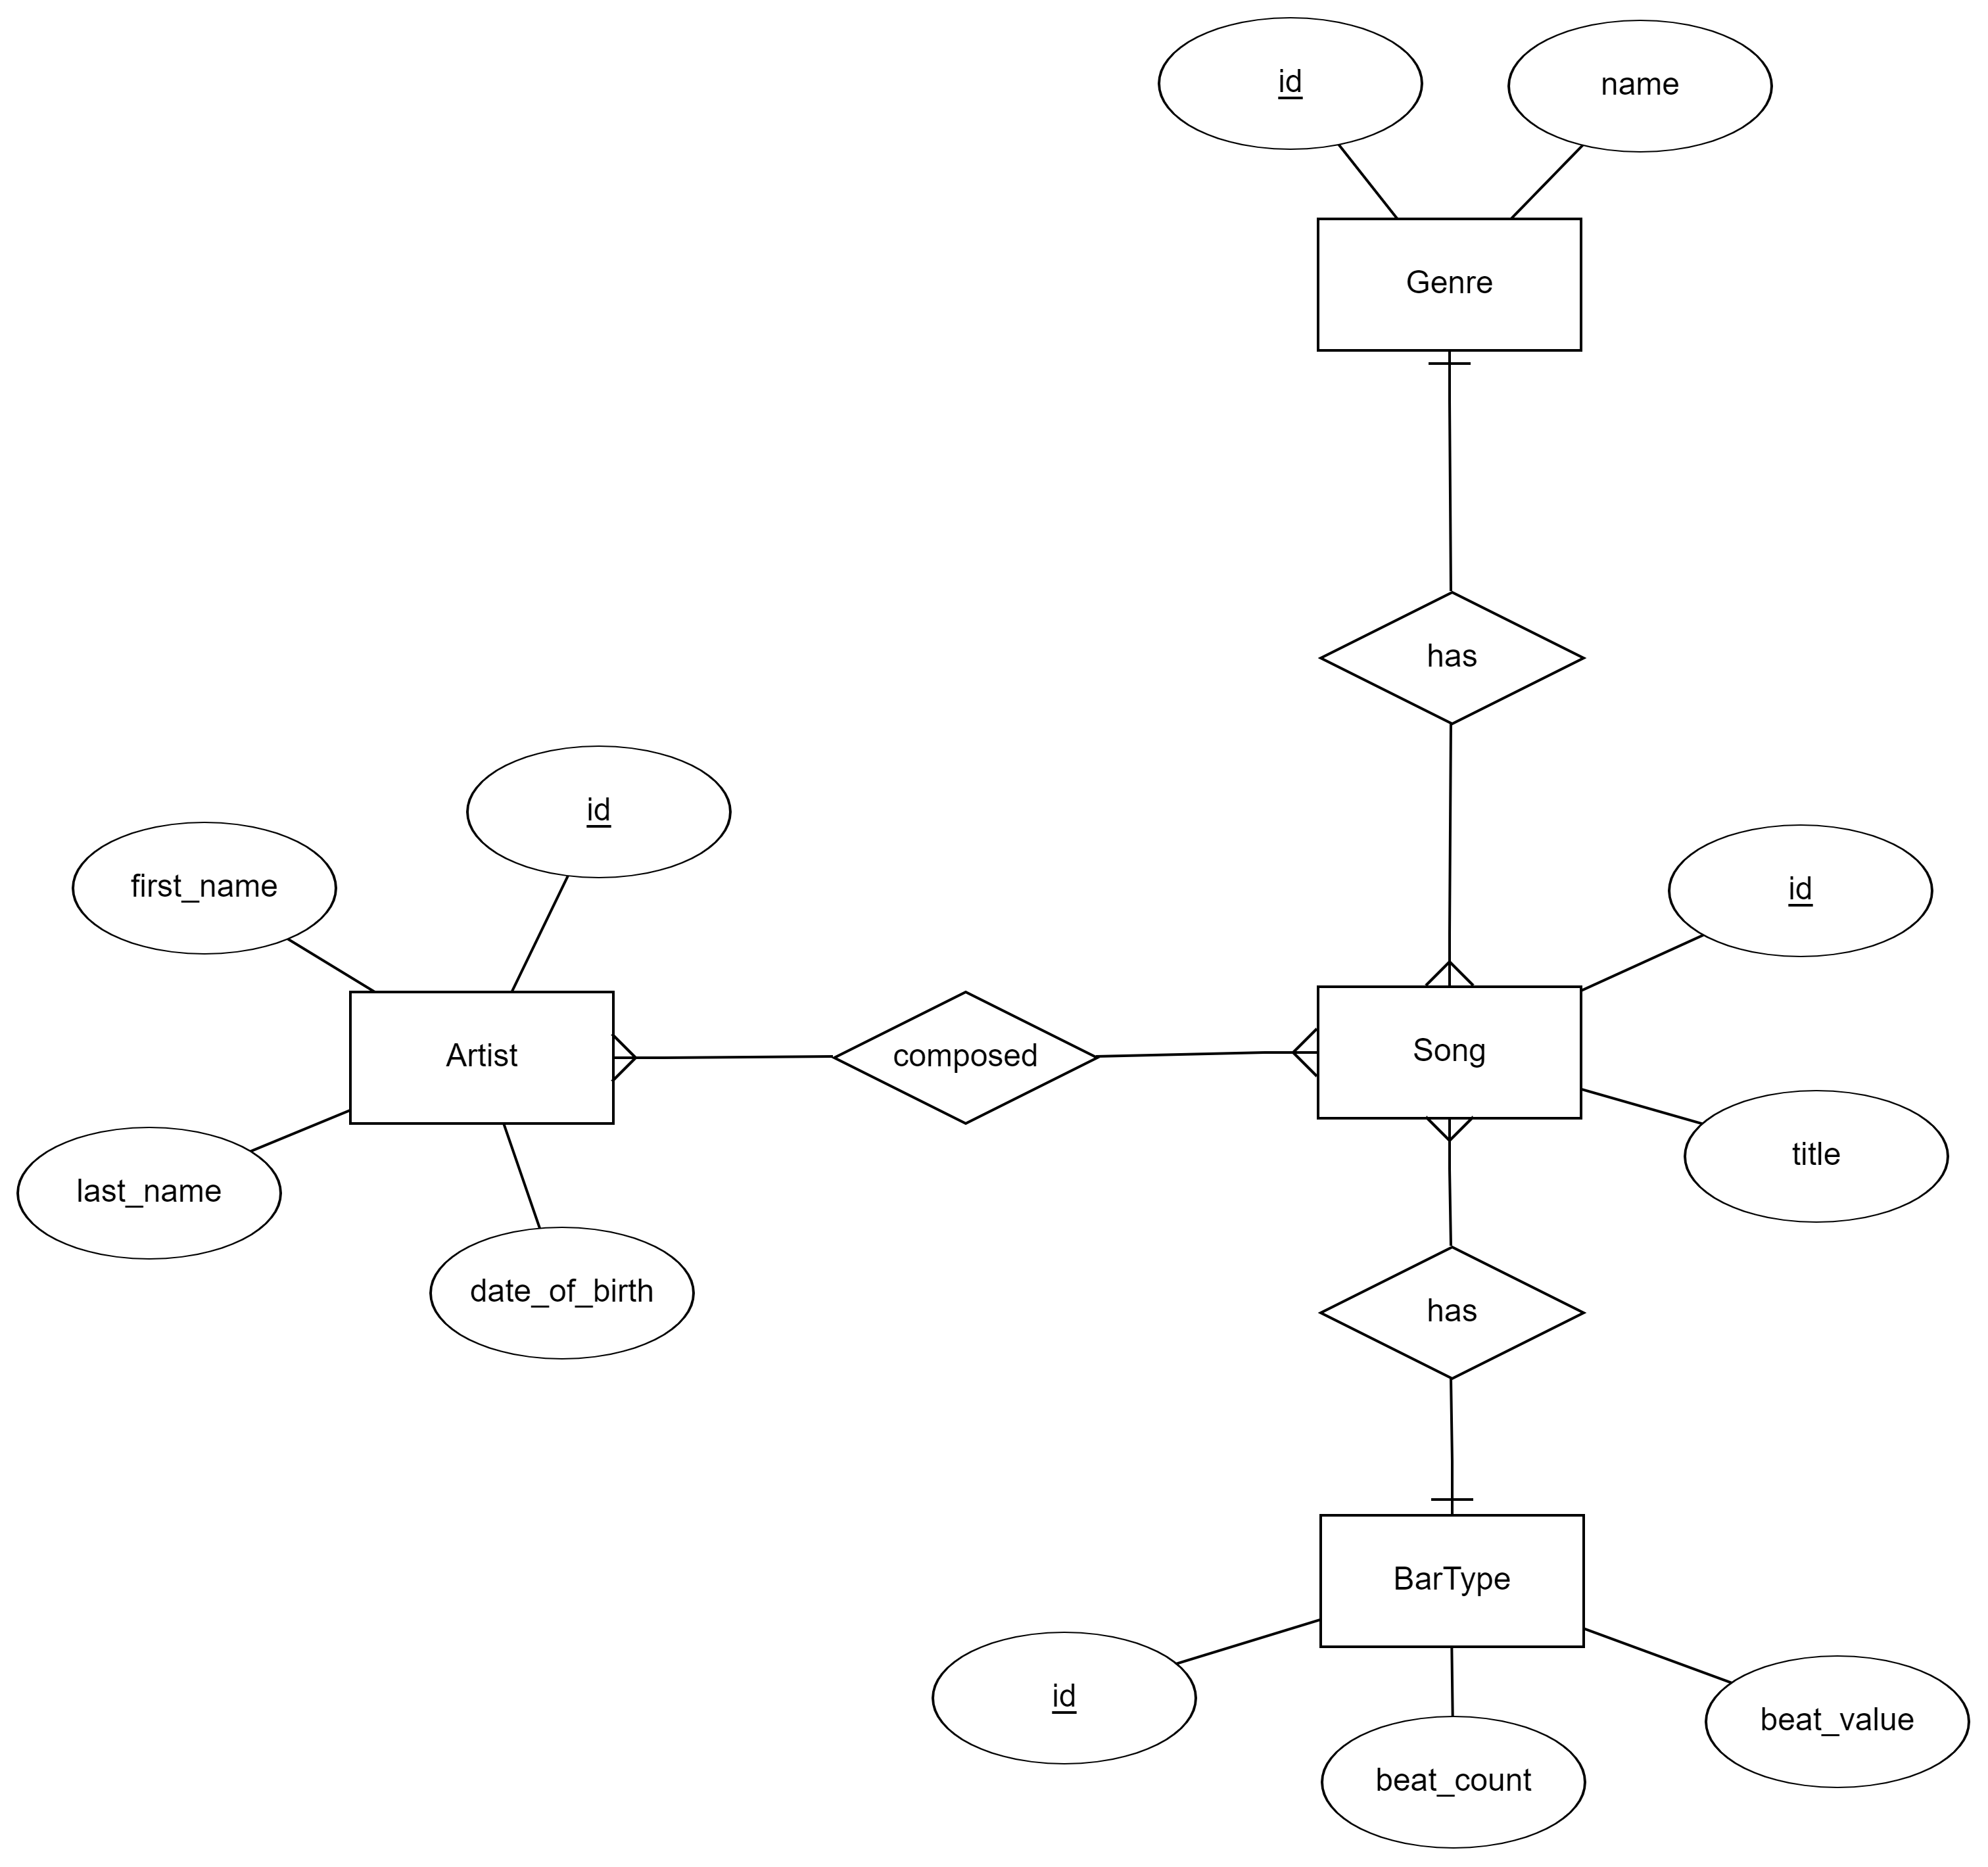 id
name
Genre
has
id
first_name
id
Artist
composed
Song
title
last_name
date_of_birth
has
BarType
id
beat_value
beat_count